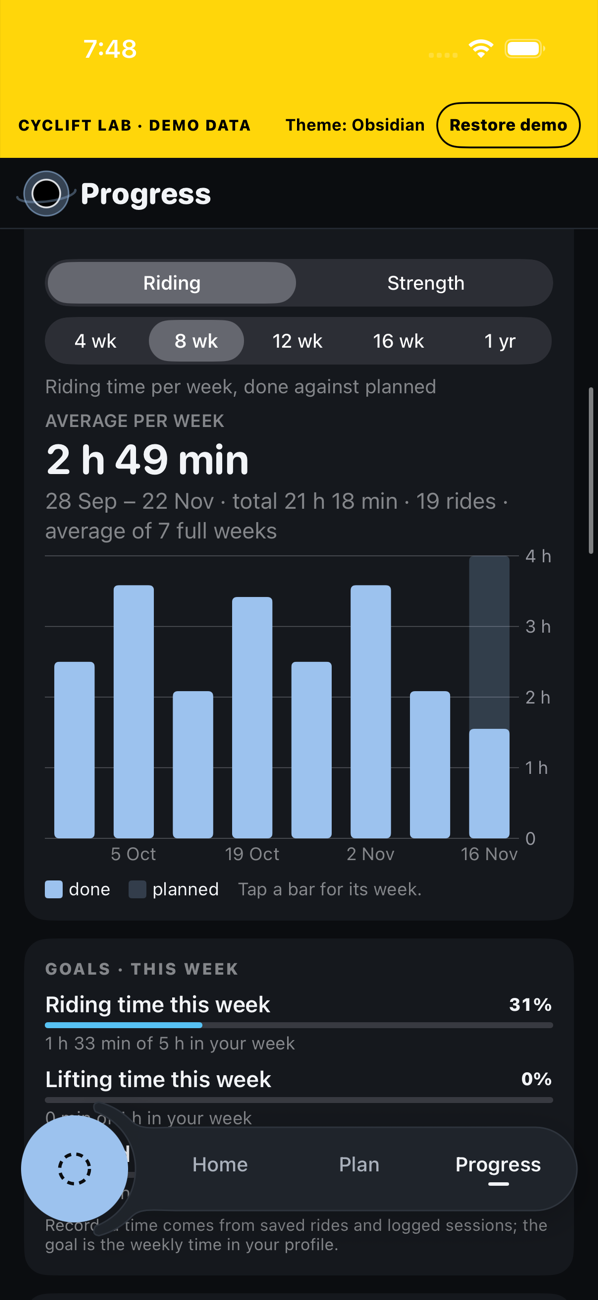 7:48
CYCLIFT LAB · DEMO DATA
Theme: Obsidian
Restore demo
Progress
Riding
Strength
4 wk
8 wk
12 wk
16 wk
1 yr
Riding time per week, done against planned
AVERAGE PER WEEK
2 h 49 min
28 Sep – 22 Nov · total 21 h 18 min · 19 rides ·
average of 7 full weeks
4 h
3 h
2 h
1 h
0
5 Oct
19 Oct
2 Nov
16 Nov
done
planned
Tap a bar for its week.
GOALS · THIS WEEK
Riding time this week
31%
1 h 33 min of 5 h in your week
Lifting time this week
0%
0 min of h in your week
Home
Plan
Progress
time comes from saved rides and logged sessions; the
goal is the weekly time in your profile.